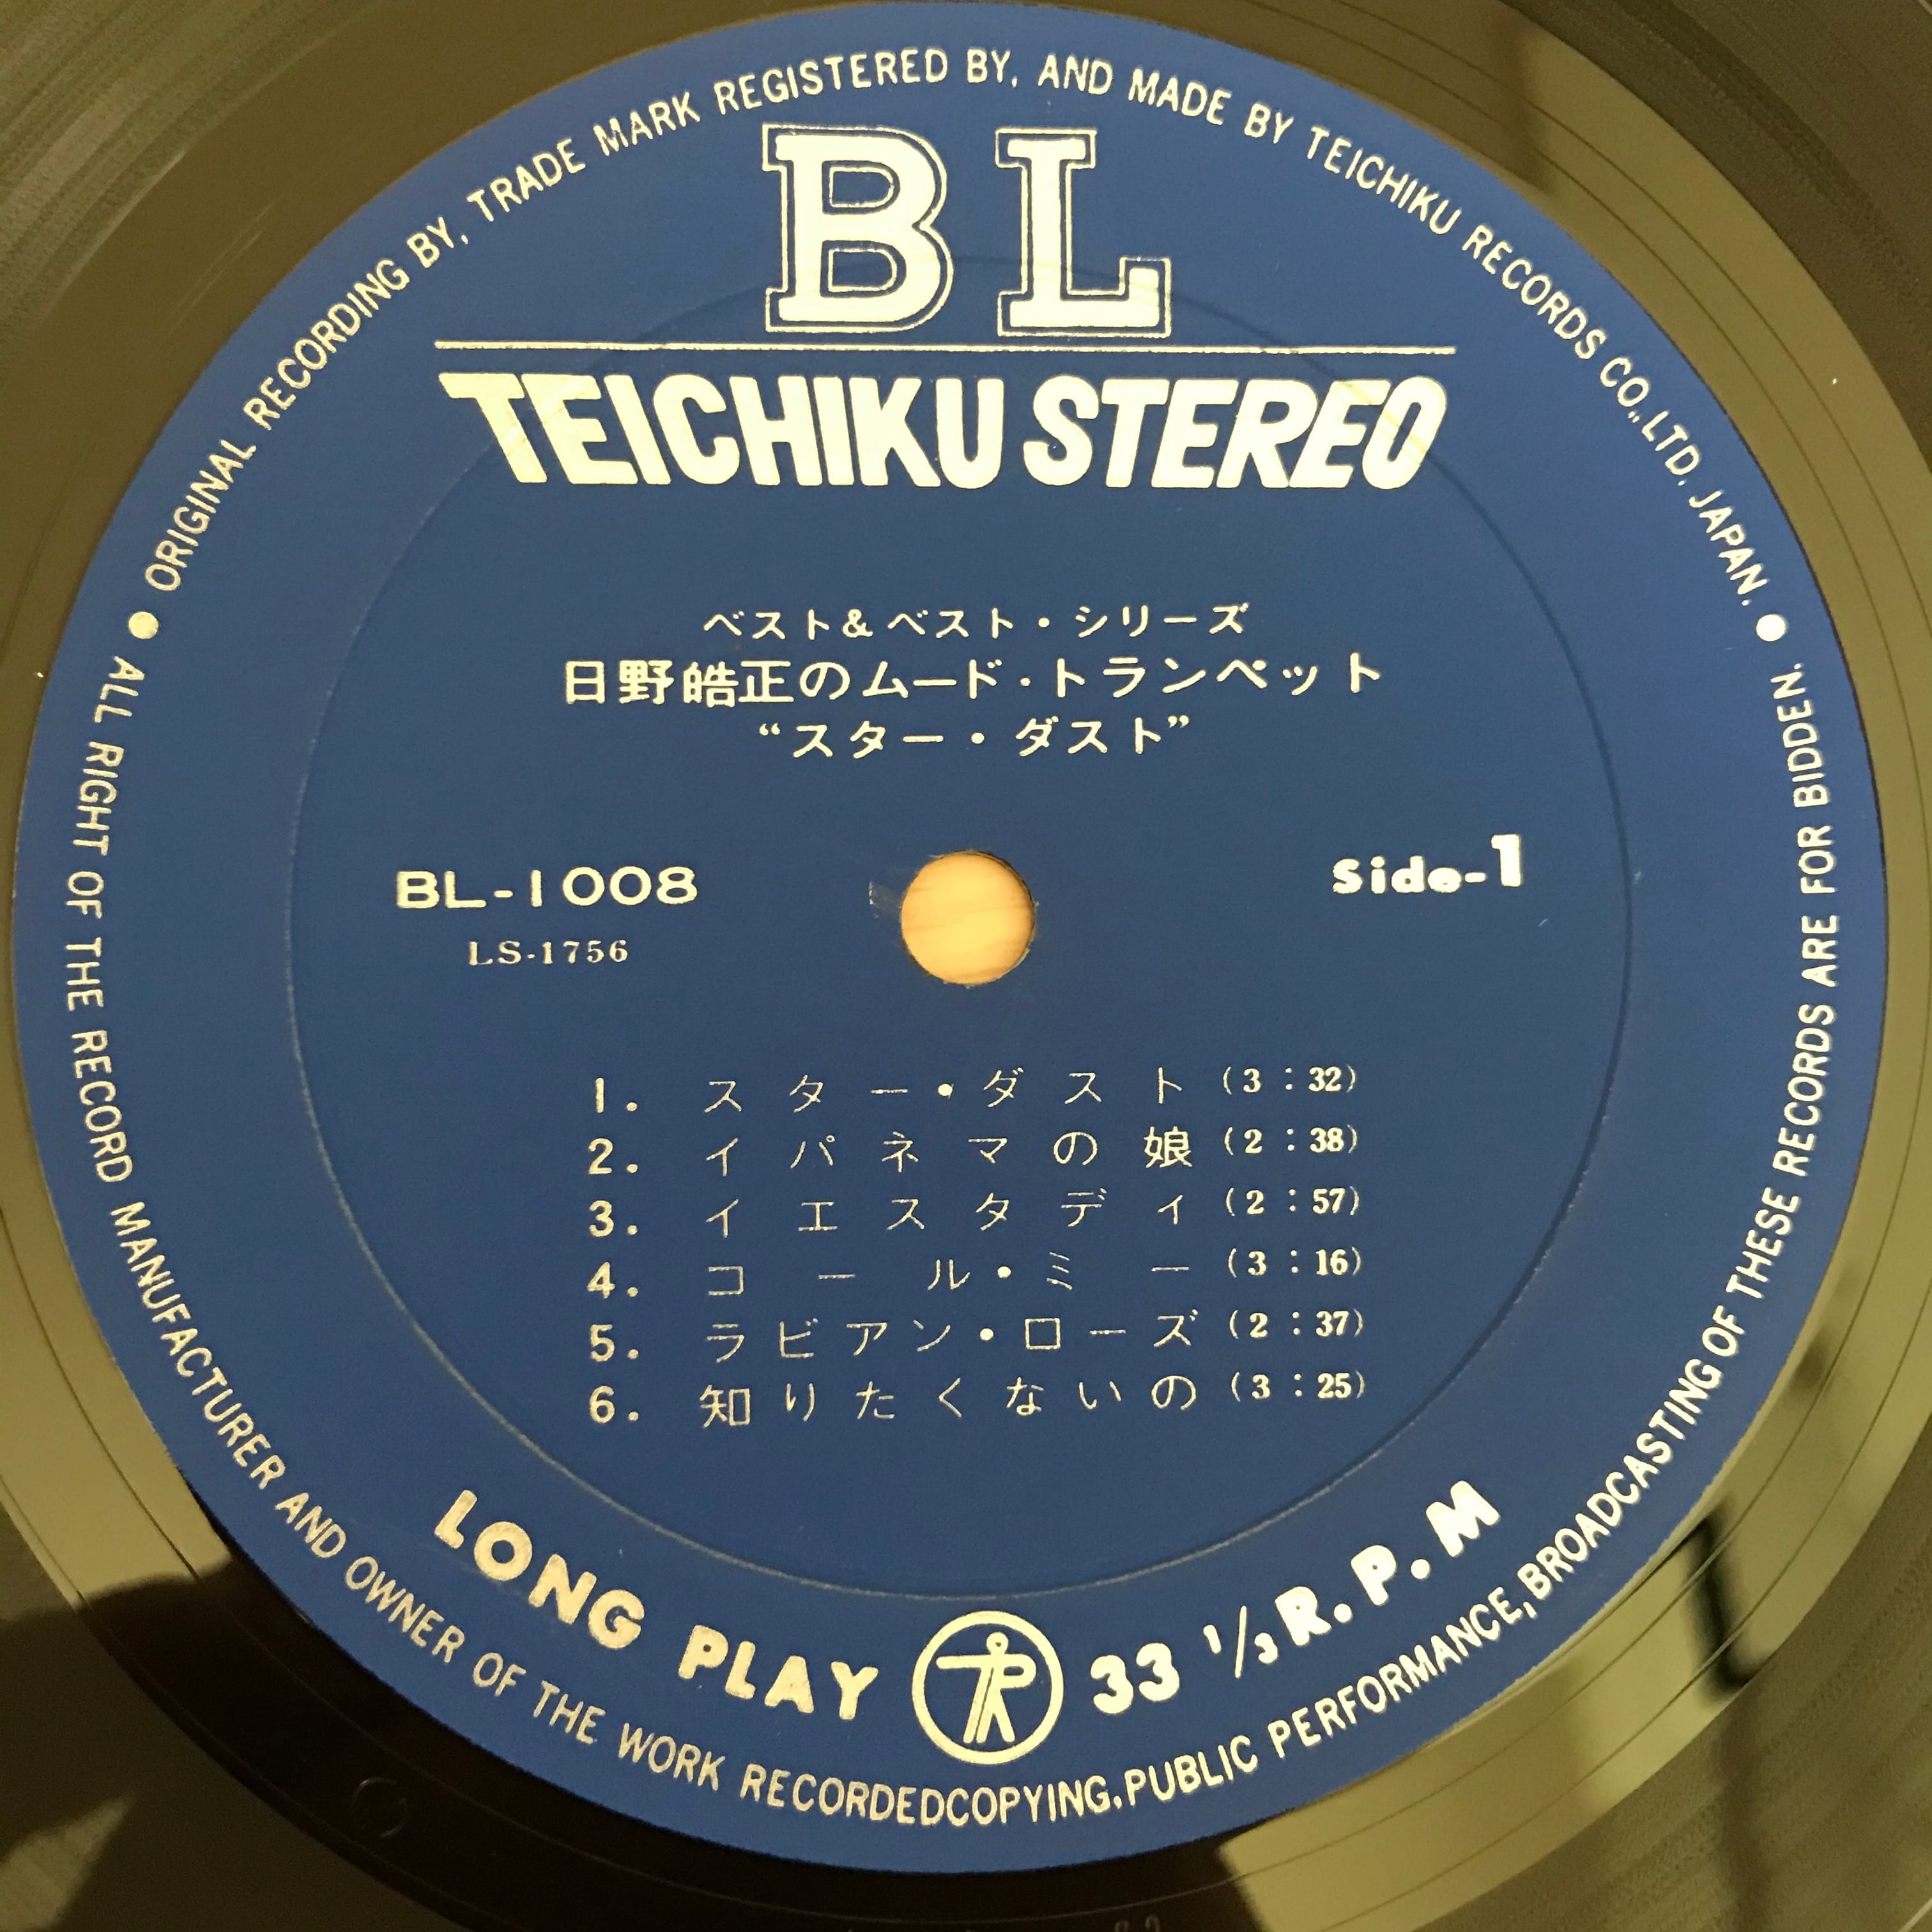 ● ORIGINAL RECORDING BY, TRADE MARK REGISTERED BY, AND MADE BY TEICHIKU RECORDS CO., LTD. JAPAN. ●
BL
TEICHIKU STEREO
ベスト&ベスト・シリーズ
日野皓正のムード・トランペット
“スター・ダスト”
BL-1008
Side-1
LS-1756
1. スター・ダスト (3:32)
2. イパネマの娘 (2:38)
3. イエスタディ (2:57)
4. コール・ミー (3:16)
5. ラビアン・ローズ (2:37)
6. 知りたくないの (3:25)
LONG PLAY TR 33 1/3 R.P.M
ALL RIGHT OF THE RECORD MANUFACTURER AND OWNER OF THE WORK RECORDEDCOPYING, PUBLIC PERFORMANCE, BROADCASTING OF THESE RECORDS ARE FOR BIDDEN.